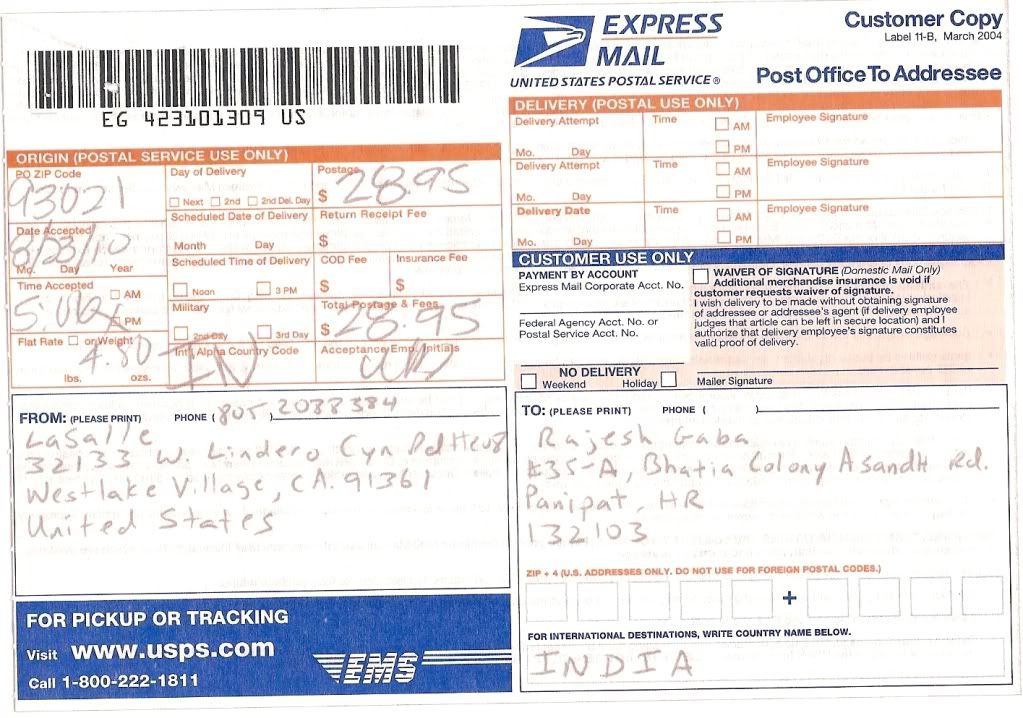 EG 423101309 US
EXPRESS
MAIL
UNITED STATES POSTAL SERVICE®
Customer Copy
Label 11-B, March 2004
Post Office To Addressee
ORIGIN (POSTAL SERVICE USE ONLY)
PO ZIP Code
93021
Day of Delivery
Next 2nd 2nd Del. Day
Postage
$ 28.95
Date Accepted
8/23/10
Mo. Day Year
Scheduled Date of Delivery
Month Day
Return Receipt Fee
$
Time Accepted
AM
PM
Scheduled Time of Delivery
Noon 3 PM
COD Fee
$
Insurance Fee
$
Military
2nd Day 3rd Day
Total Postage & Fees
$ 28.95
Flat Rate or Weight
4.80
lbs. ozs.
Int'l Alpha Country Code
IN
Acceptance Emp. Initials
DELIVERY (POSTAL USE ONLY)
Delivery Attempt Time AM Employee Signature
Mo. Day PM
Delivery Attempt Time AM Employee Signature
Mo. Day PM
Delivery Date Time AM Employee Signature
Mo. Day PM
CUSTOMER USE ONLY
PAYMENT BY ACCOUNT
Express Mail Corporate Acct. No.
Federal Agency Acct. No. or
Postal Service Acct. No.
WAIVER OF SIGNATURE (Domestic Mail Only)
Additional merchandise insurance is void if
customer requests waiver of signature.
I wish delivery to be made without obtaining signature
of addressee or addressee's agent (if delivery employee
judges that article can be left in secure location) and I
authorize that delivery employee's signature constitutes
valid proof of delivery.
NO DELIVERY
Weekend Holiday
Mailer Signature
FROM: (PLEASE PRINT) PHONE (805 2038384
LaSalle
32133 W. Lindero Cyn Rd
Westlake Village, CA. 91361
United States
TO: (PLEASE PRINT) PHONE ( )
Rajesh Gaba
#35-A, Bhatia Colony Asandh Rd.
Panipat, HR
132103
ZIP + 4 (U.S. ADDRESSES ONLY. DO NOT USE FOR FOREIGN POSTAL CODES.)
+
FOR INTERNATIONAL DESTINATIONS, WRITE COUNTRY NAME BELOW.
INDIA
FOR PICKUP OR TRACKING
Visit www.usps.com
Call 1-800-222-1811
EMS